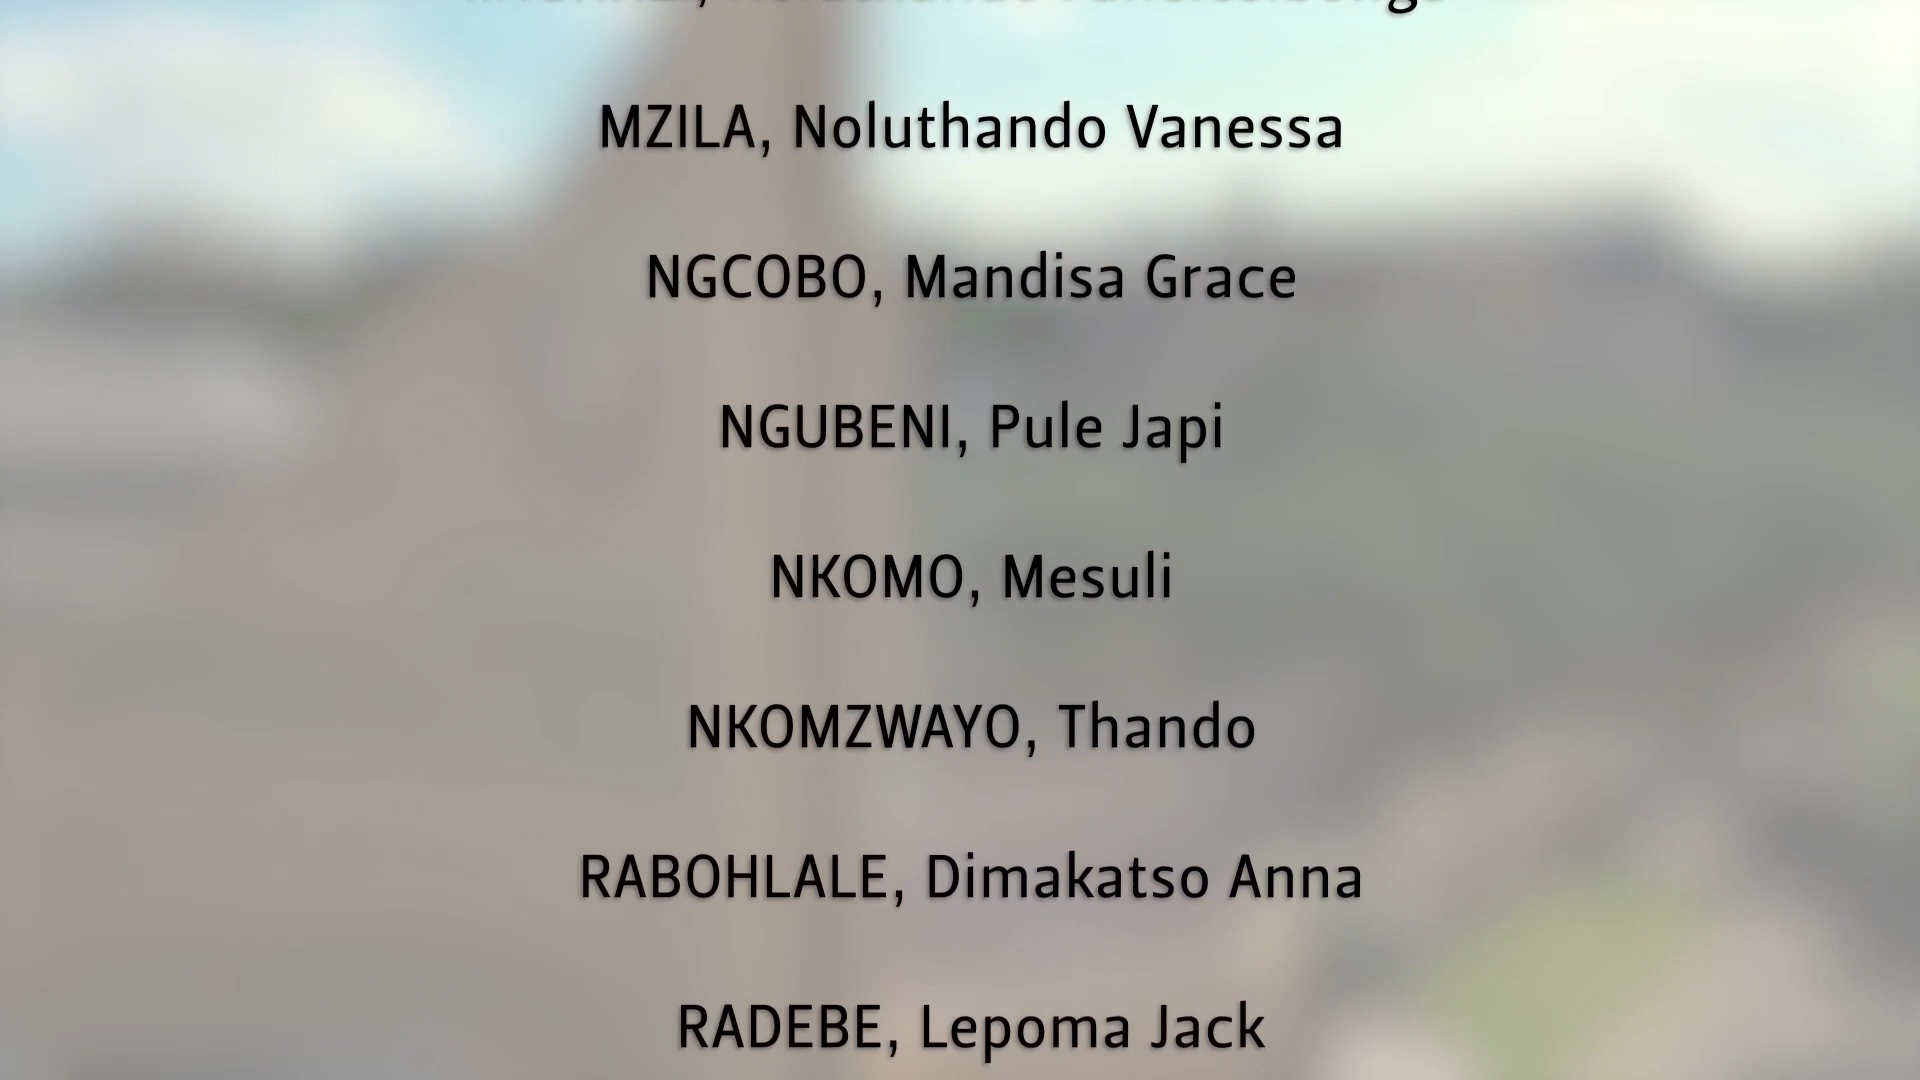 MZILA, Noluthando Vanessa
NGCOBO, Mandisa Grace
NGUBENI, Pule Japi
NKOMO, Mesuli
NKOMZWAYO, Thando
RABOHLALE, Dimakatso Anna
RADEBE, Lepoma Jack